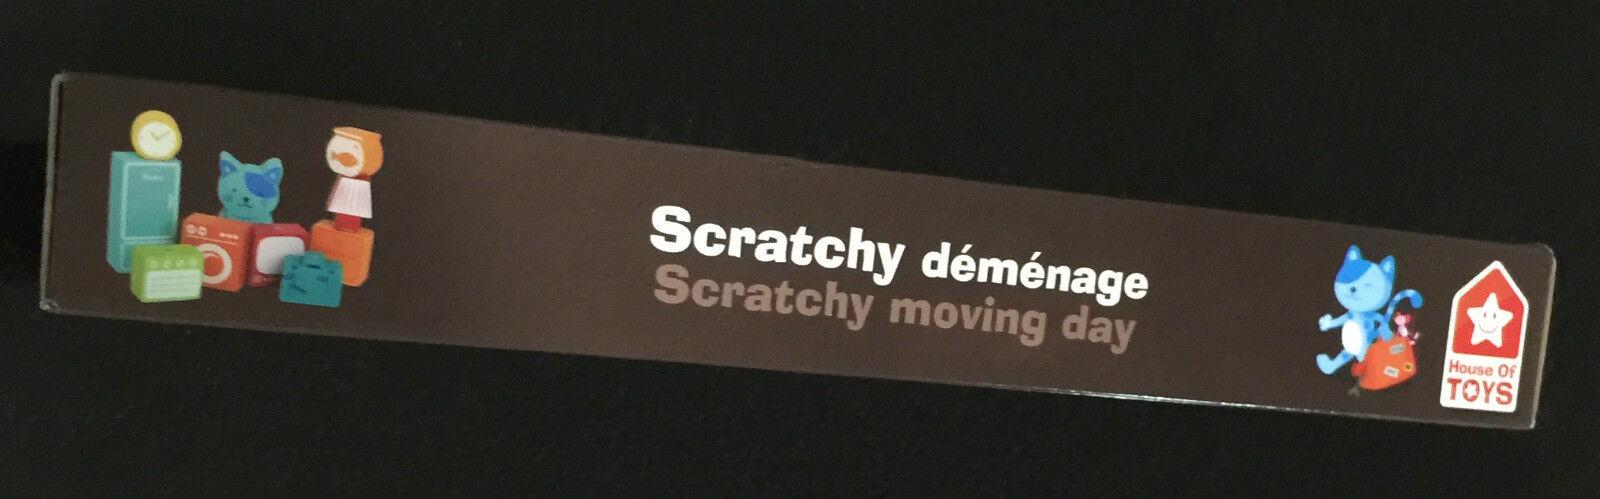 Scratchy déménage
Scratchy moving day
House Of
TOYS